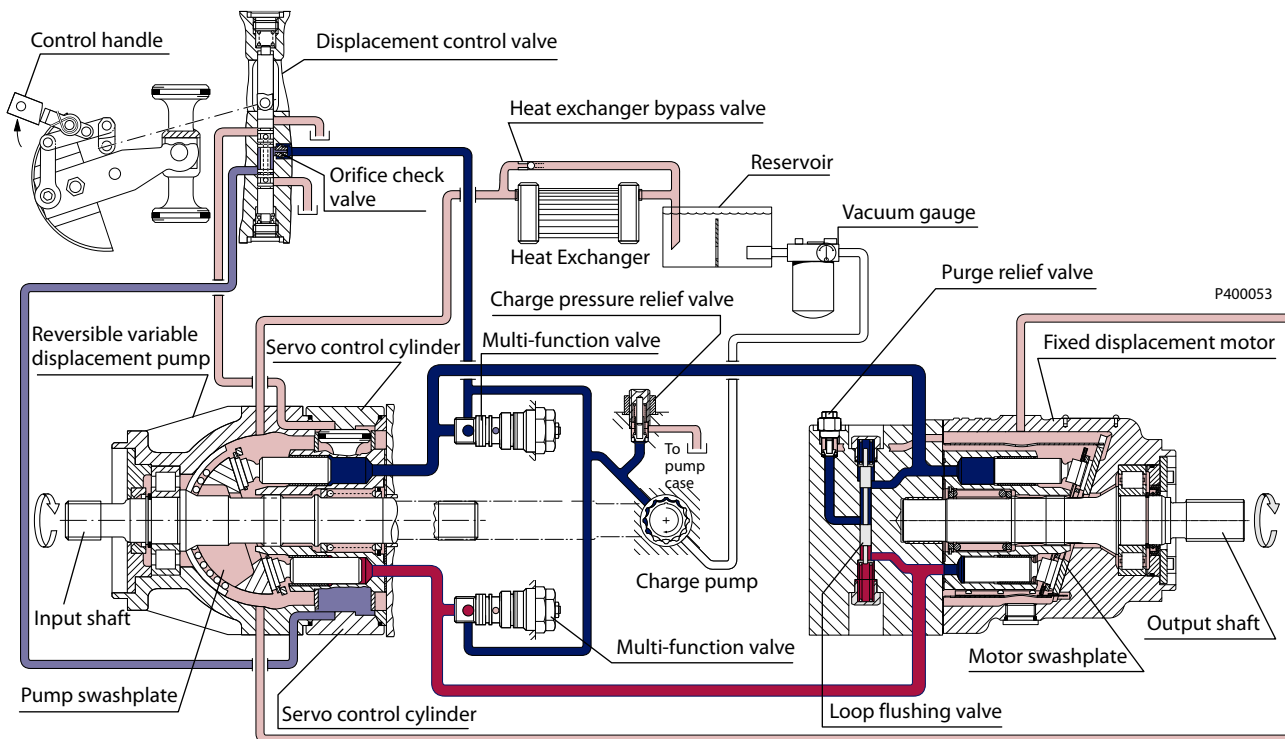 Control handle
Displacement control valve
Heat exchanger bypass valve
Reservoir
Orifice check
valve
Vacuum gauge
Heat Exchanger
Purge relief valve
P400053
Charge pressure relief valve
Reversible variable
displacement pump
Servo control cylinder
Multi-function valve
Fixed displacement motor
To
pump
case
Charge pump
Input shaft
Output shaft
Multi-function valve
Motor swashplate
Pump swashplate
Servo control cylinder
Loop flushing valve